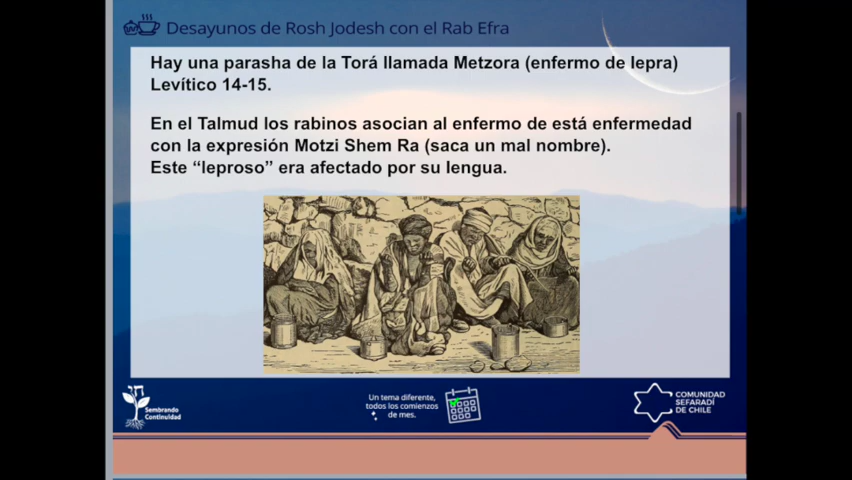 Desayunos de Rosh Jodesh con el Rab Efra
Hay una parasha de la Torá llamada Metzora (enfermo de lepra)
Levítico 14-15.
En el Talmud los rabinos asocian al enfermo de está enfermedad
con la expresión Motzi Shem Ra (saca un mal nombre).
Este “leproso” era afectado por su lengua.
Sembrando
Continuidad
Un tema diferente,
todos los comienzos
de mes.
COMUNIDAD
SEFARADÍ
DE CHILE